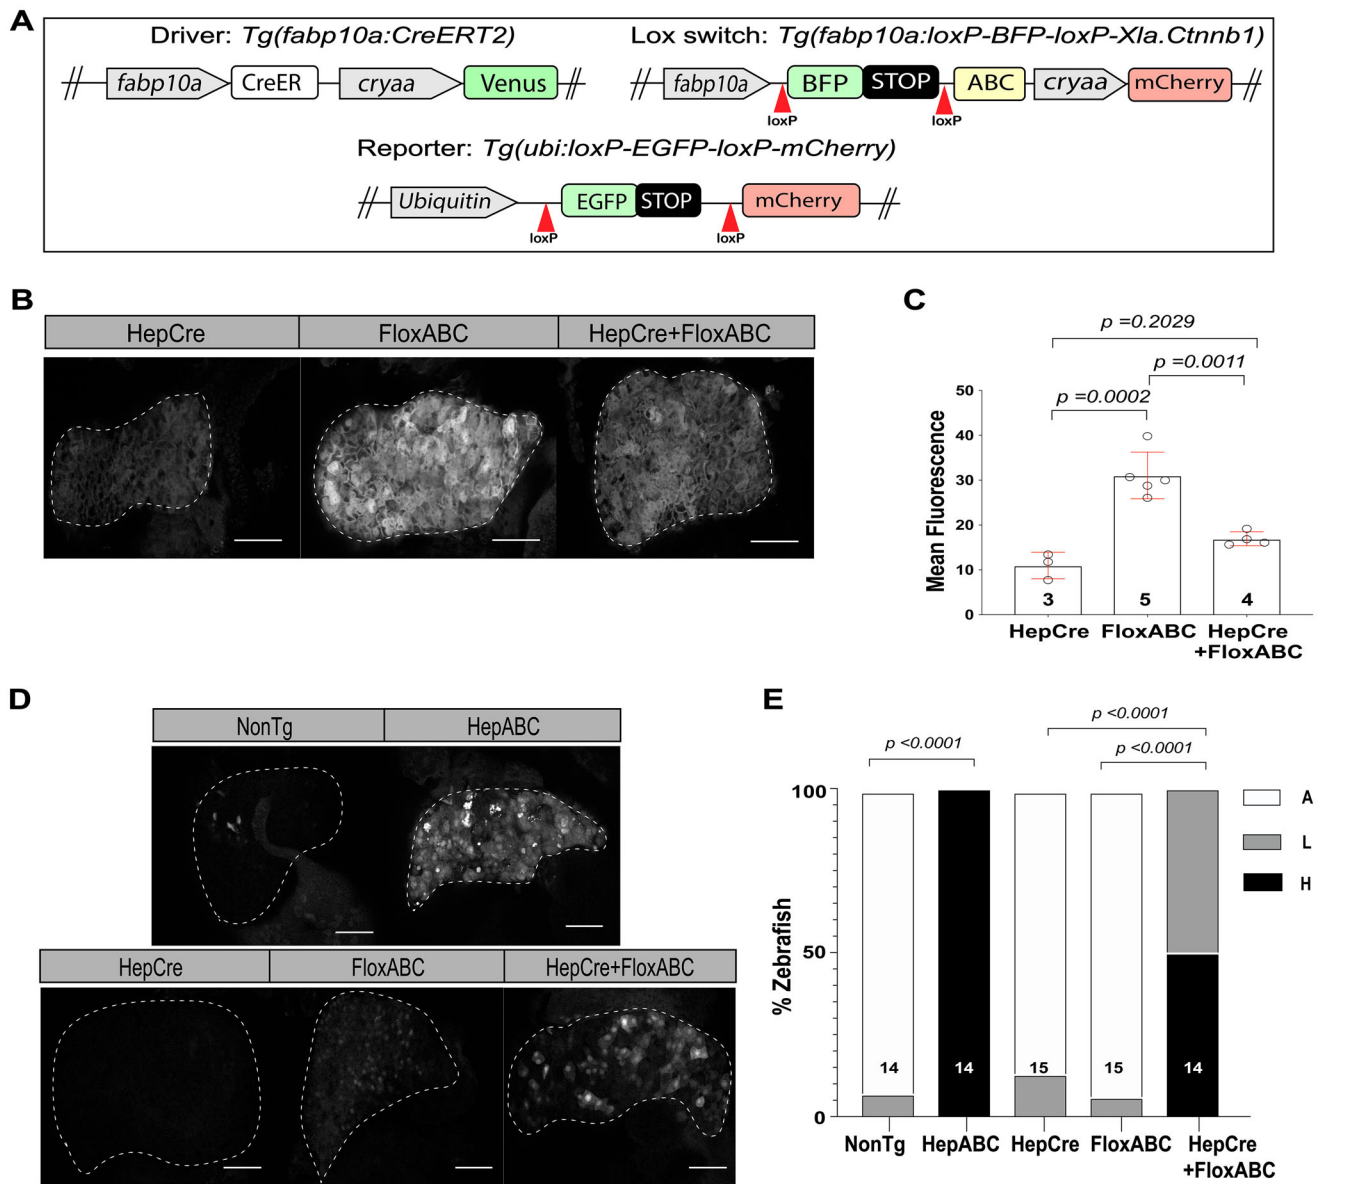 A
Driver: Tg(fabp10a:CreERT2)
Lox switch: Tg(fabp10a:loxP-BFP-loxP-Xla.Ctnnb1)
fabp10a CreER cryaa Venus
fabp10a BFP STOP ABC cryaa mCherry
loxP loxP
Reporter: Tg(ubi:loxP-EGFP-loxP-mCherry)
Ubiquitin EGFP STOP mCherry
loxP loxP
B
HepCre FloxABC HepCre+FloxABC
C
p =0.2029
p =0.0011
p =0.0002
Mean Fluorescence
50
40
30
20
10
0
3 5 4
HepCre FloxABC HepCre
+FloxABC
D
NonTg HepABC
HepCre FloxABC HepCre+FloxABC
E
p <0.0001
p <0.0001
p <0.0001
% Zebrafish
100
50
0
A
L
H
14 14 15 15 14
NonTg HepABC HepCre FloxABC HepCre
+FloxABC